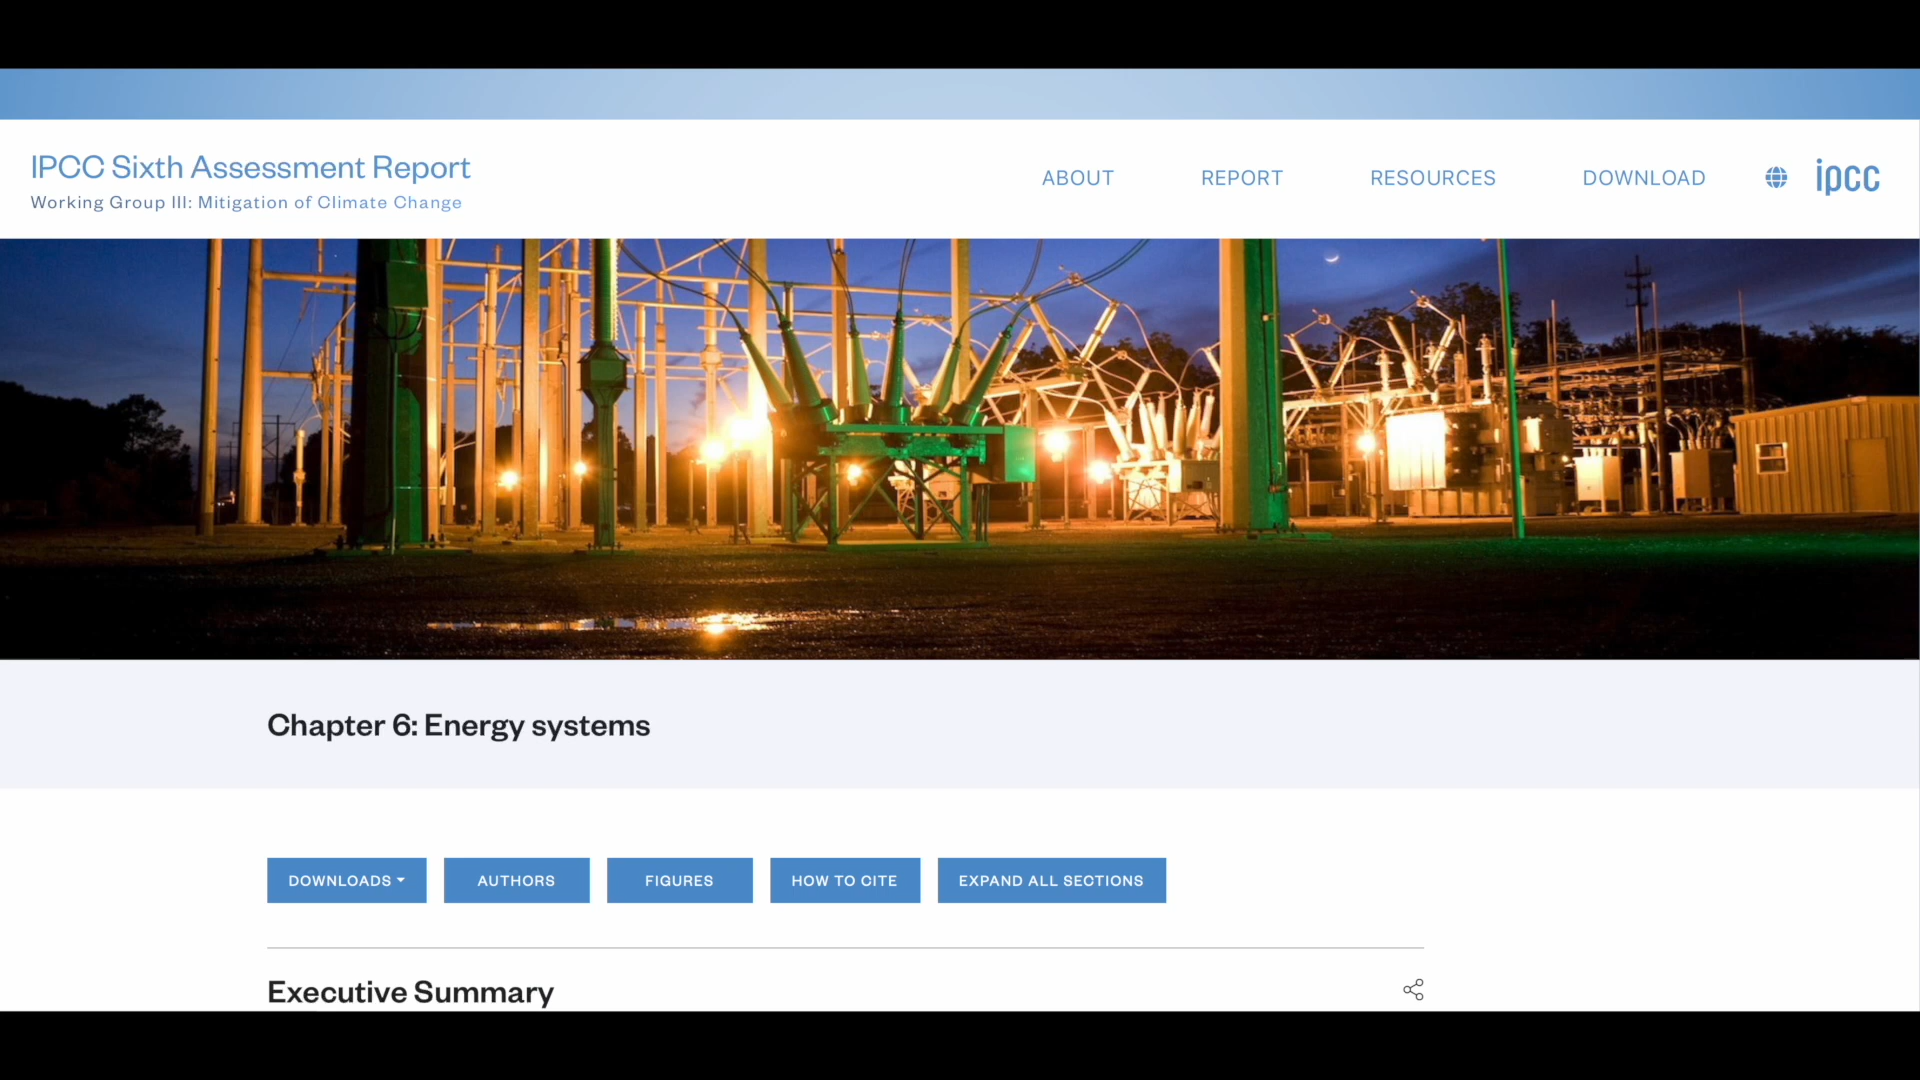 IPCC Sixth Assessment Report
Working Group III: Mitigation of Climate Change
ABOUT
REPORT
RESOURCES
DOWNLOAD
ipcc
Chapter 6: Energy systems
DOWNLOADS
AUTHORS
FIGURES
HOW TO CITE
EXPAND ALL SECTIONS
Executive Summary